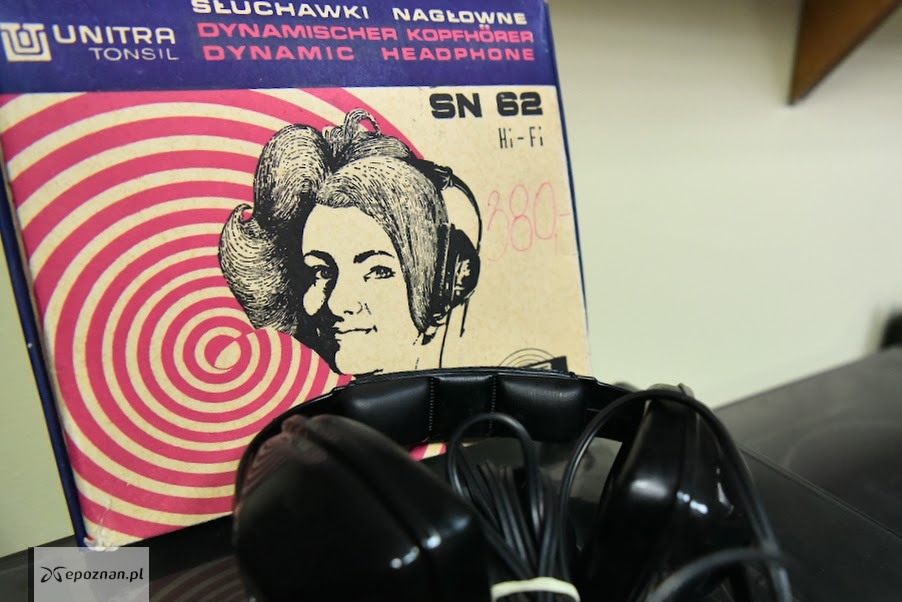 SŁUCHAWKI NAGŁOWNE
UNITRA
TONSIL
DYNAMISCHER KOPFHÖRER
DYNAMIC HEADPHONE
SN 62
Hi-Fi
380,-
epoznan.pl